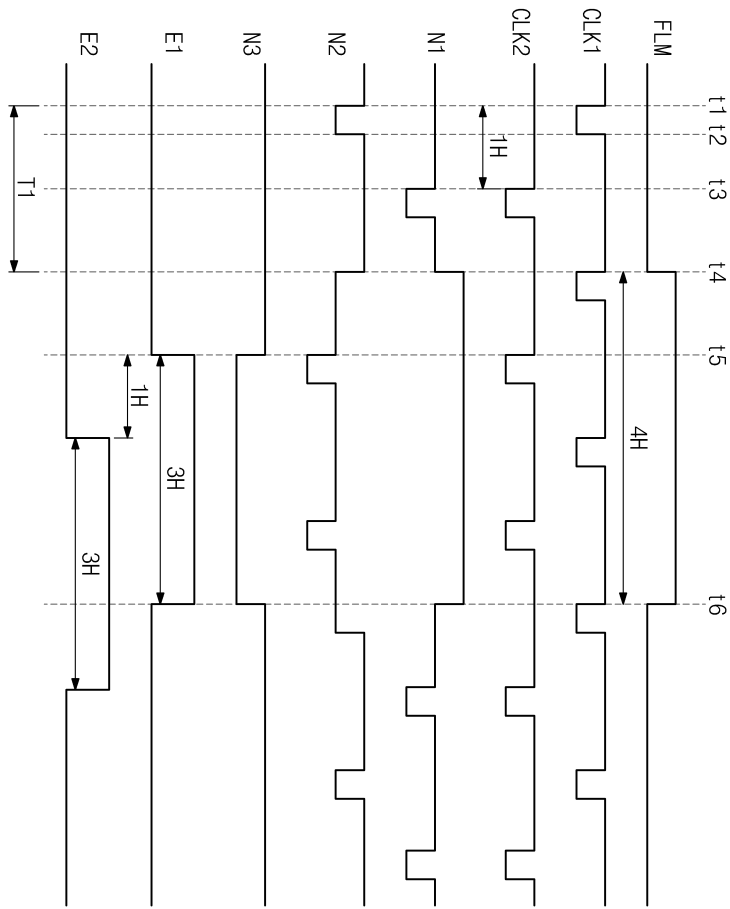 t1 t2 t3 t4 t5 t6
FLM
4H
CLK1
CLK2
1H
N1
N2
N3
E1
3H
1H
E2
3H
T1